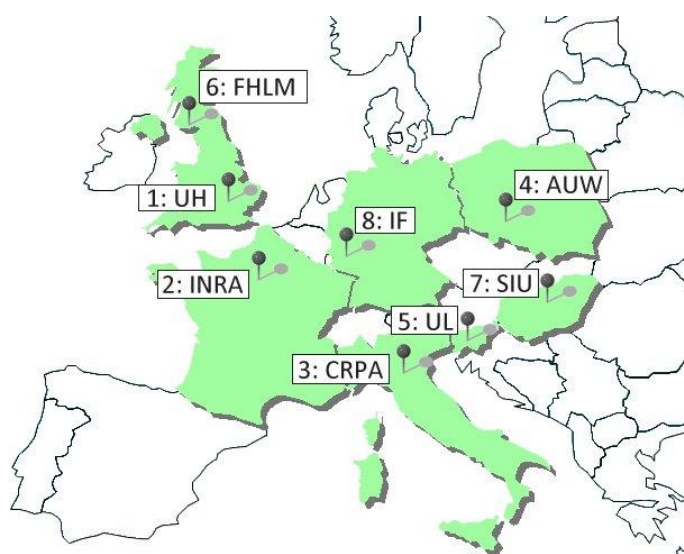 6: FHLM
4: AUW
1: UH
8: IF
2: INRA
7: SIU
5: UL
3: CRPA